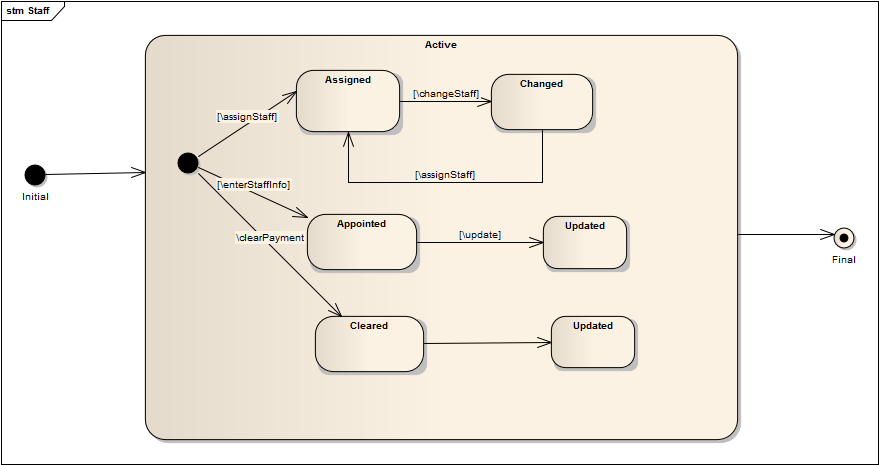 stm Staff
Active
Assigned
[\changeStaff]
Changed
[\assignStaff]
[\assignStaff]
Initial
[\enterStaffInfo]
Appointed
[\update]
Updated
\clearPayment
Final
Cleared
Updated